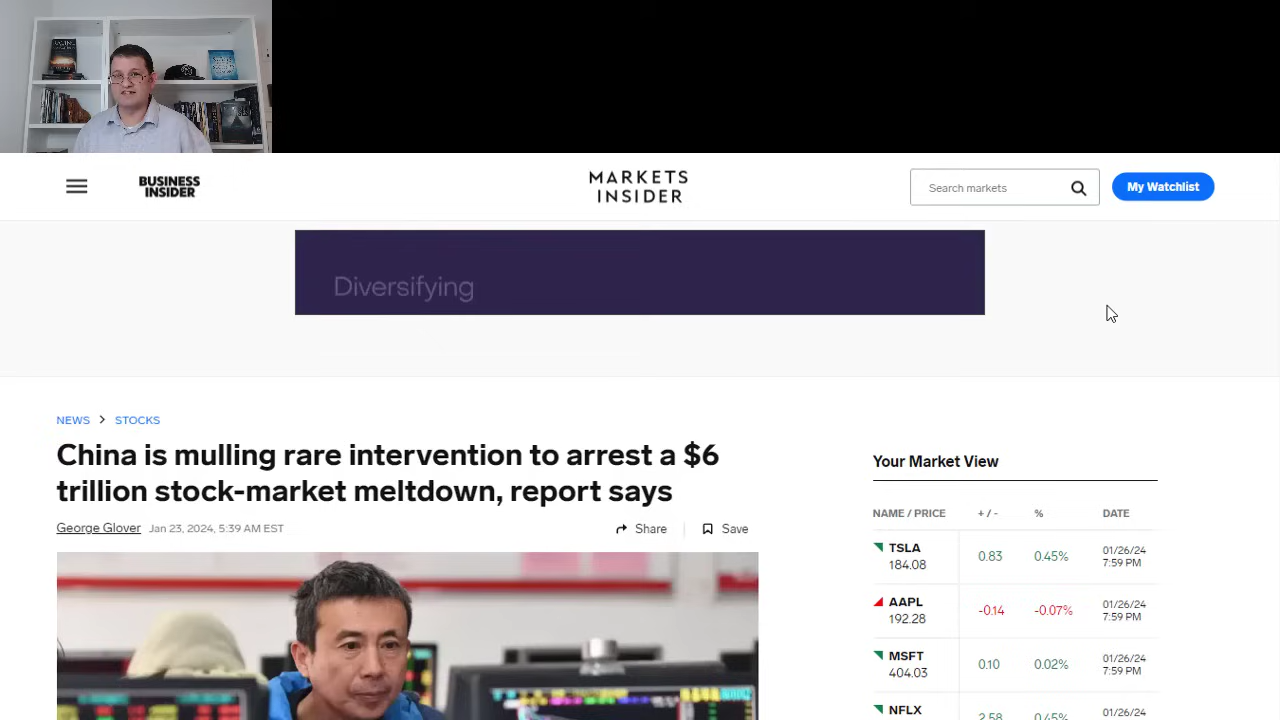 BUSINESS
INSIDER
MARKETS
INSIDER
Search markets
My Watchlist
Diversifying
NEWS > STOCKS
China is mulling rare intervention to arrest a $6
trillion stock-market meltdown, report says
George Glover Jan 23, 2024, 5:39 AM EST
Share
Save
Your Market View
NAME / PRICE + / - % DATE
TSLA
184.08
0.83 0.45%
01/26/24
7:59 PM
AAPL
192.28
-0.14 -0.07%
01/26/24
7:59 PM
MSFT
404.03
0.10 0.02%
01/26/24
7:59 PM
NFLX
2.58 0.45%
01/26/24